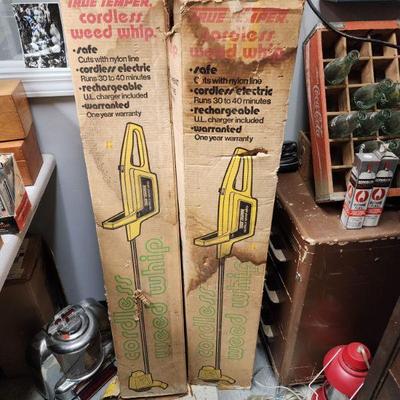 TRUE TEMPER.
cordless
weed whip.
• safe
Cuts with nylon line
• cordless electric
Runs 30 to 40 minutes
• rechargeable
U.L. charger included
• warranted
One year warranty
cordless
weed whip
TRUE TEMPER.
cordless
weed whip.
• safe
Cuts with nylon line
• cordless electric
Runs 30 to 40 minutes
• rechargeable
U.L. charger included
• warranted
One year warranty
cordless
weed whip
Coca-Cola